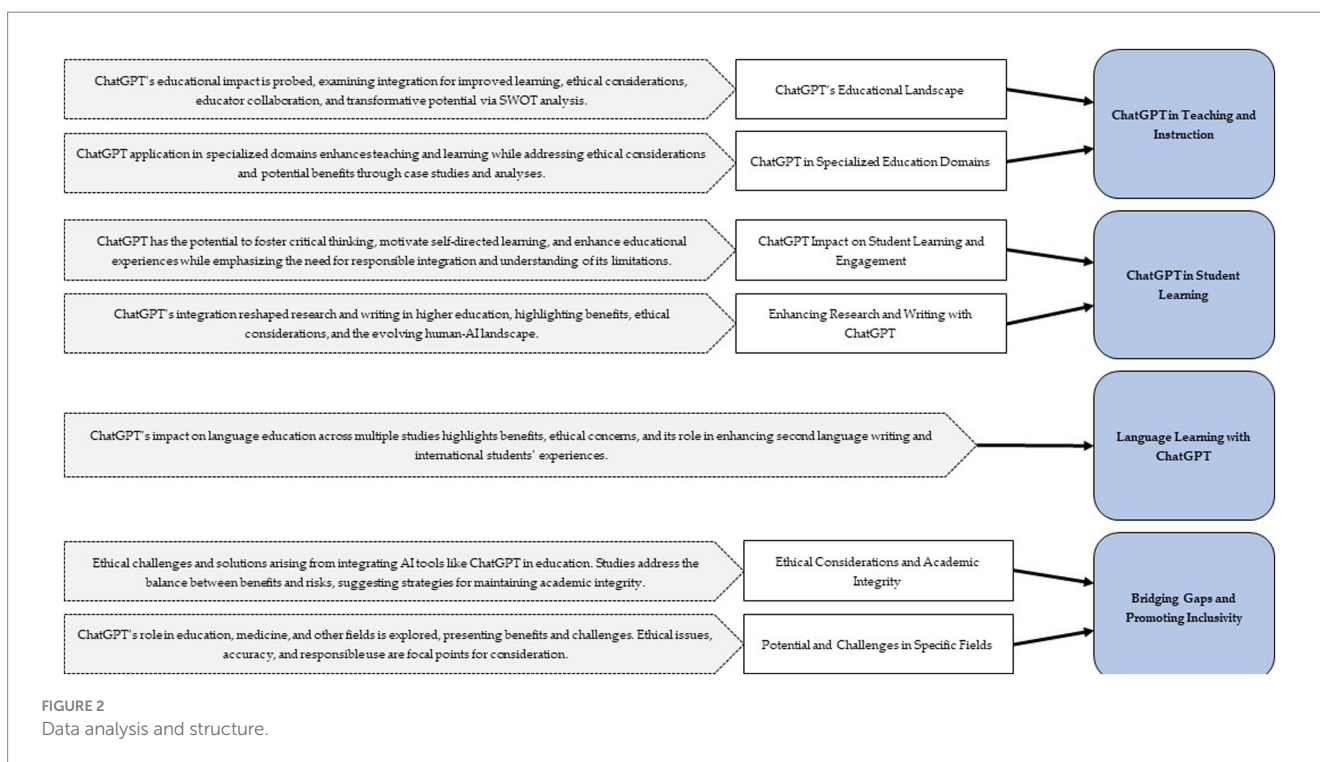 ChatGPT's educational impact is probed, examining integration for improved learning, ethical considerations,
educator collaboration, and transformative potential via SWOT analysis.
ChatGPT's Educational Landscape
ChatGPT in Teaching and
Instruction
ChatGPT application in specialized domains enhances teaching and learning while addressing ethical considerations
and potential benefits through case studies and analyses.
ChatGPT in Specialized Education Domains
ChatGPT has the potential to foster critical thinking, motivate self-directed learning, and enhance educational
experiences while emphasizing the need for responsible integration and understanding of its limitations.
ChatGPT Impact on Student Learning and
Engagement
ChatGPT in Student
Learning
ChatGPT's integration reshaped research and writing in higher education, highlighting benefits, ethical
considerations, and the evolving human-AI landscape.
Enhancing Research and Writing with
ChatGPT
ChatGPT's impact on language education across multiple studies highlights benefits, ethical concerns, and its role in enhancing second language writing and
international students' experiences.
Language Learning with
ChatGPT
Ethical challenges and solutions arising from integrating AI tools like ChatGPT in education. Studies address the
balance between benefits and risks, suggesting strategies for maintaining academic integrity.
Ethical Considerations and Academic
Integrity
Bridging Gaps and
Promoting Inclusivity
ChatGPT's role in education, medicine, and other fields is explored, presenting benefits and challenges. Ethical issues,
accuracy, and responsible use are focal points for consideration.
Potential and Challenges in Specific Fields
FIGURE 2
Data analysis and structure.